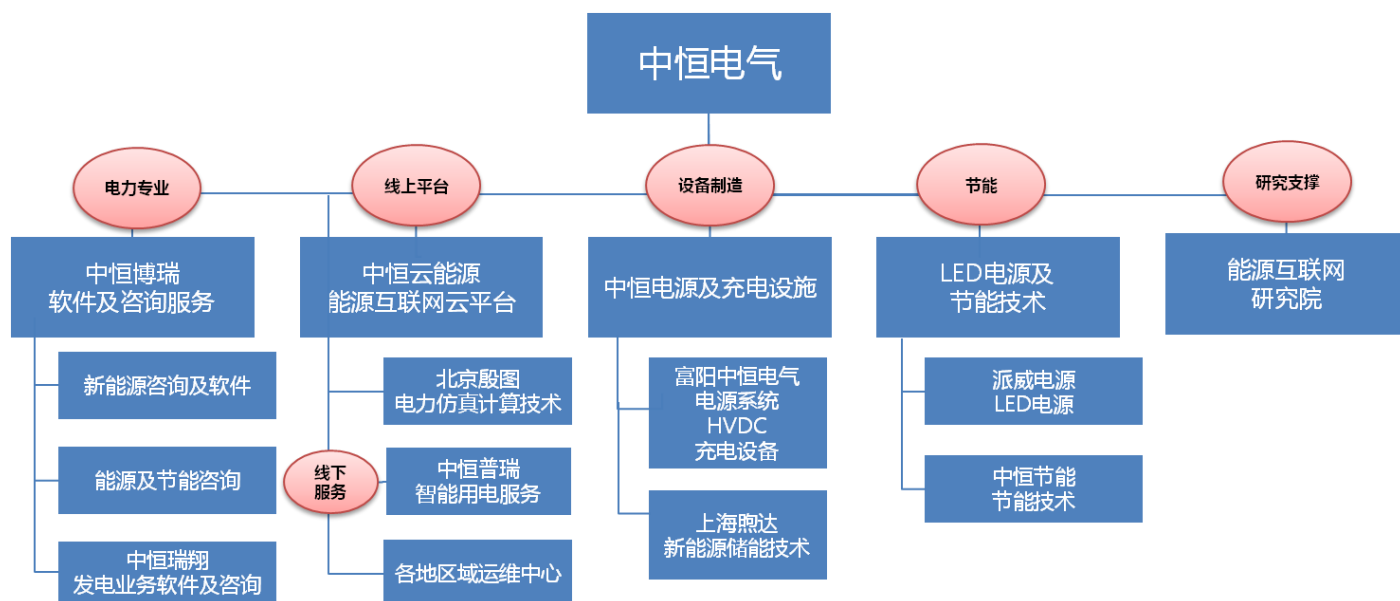 中恒电气
电力专业
线上平台
设备制造
节能
研究支撑
中恒博瑞
软件及咨询服务
中恒云能源
能源互联网云平台
中恒电源及充电设施
LED电源及
节能技术
能源互联网
研究院
新能源咨询及软件
能源及节能咨询
中恒瑞翔
发电业务软件及咨询
北京殷图
电力仿真计算技术
线下
服务
中恒普瑞
智能用电服务
各地区域运维中心
富阳中恒电气
电源系统
HVDC
充电设备
上海煦达
新能源储能技术
派威电源
LED电源
中恒节能
节能技术